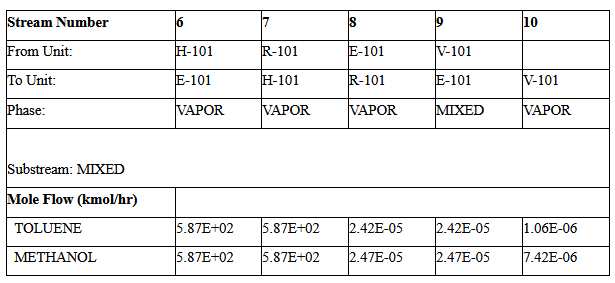 Stream Number 6 7 8 9 10
From Unit: H-101 R-101 E-101 V-101
To Unit: E-101 H-101 R-101 E-101 V-101
Phase: VAPOR VAPOR VAPOR MIXED VAPOR
Substream: MIXED
Mole Flow (kmol/hr)
TOLUENE 5.87E+02 5.87E+02 2.42E-05 2.42E-05 1.06E-06
METHANOL 5.87E+02 5.87E+02 2.47E-05 2.47E-05 7.42E-06